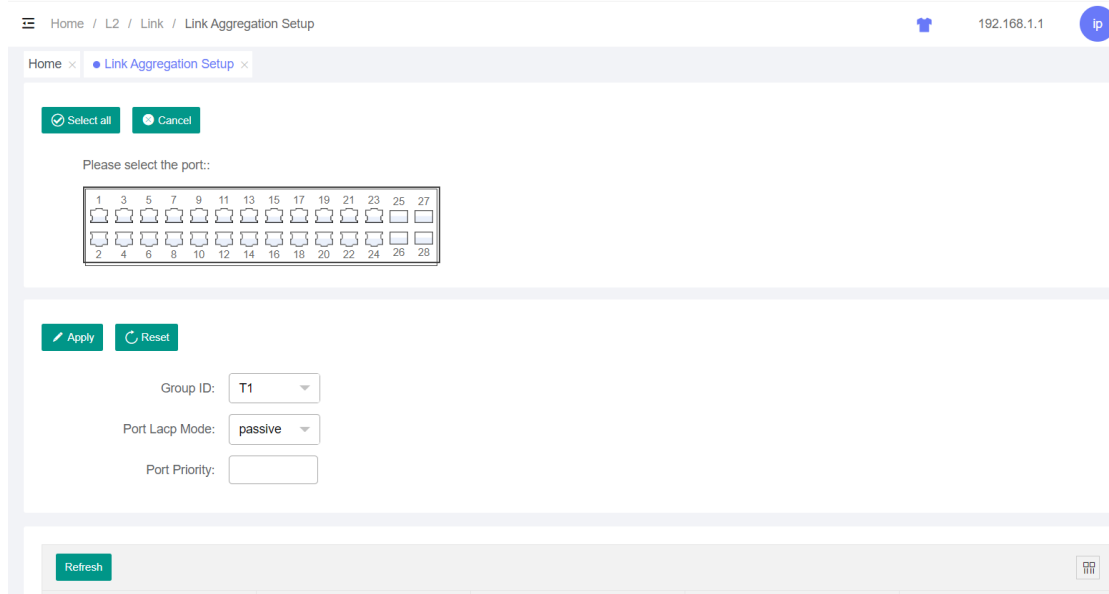 Home / L2 / Link / Link Aggregation Setup 192.168.1.1 ip
Home × Link Aggregation Setup ×
Select all Cancel
Please select the port::
1 3 5 7 9 11 13 15 17 19 21 23 25 27
2 4 6 8 10 12 14 16 18 20 22 24 26 28
Apply Reset
Group ID: T1
Port Lacp Mode: passive
Port Priority:
Refresh